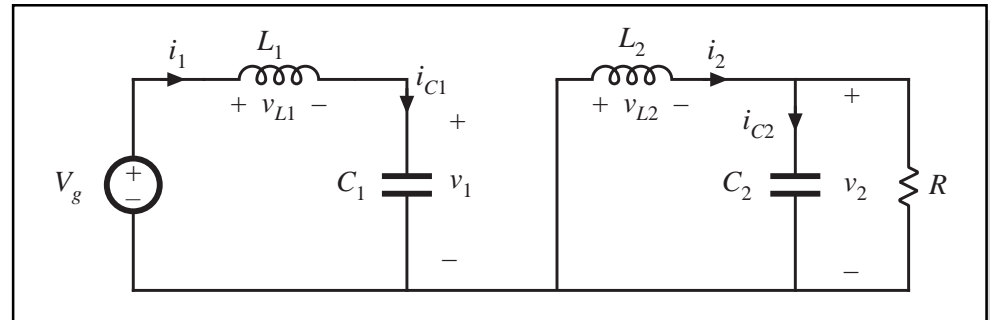 i1 L1 iC1 L2 i2
+ vL1 − + + vL2 − iC2 +
Vg + − C1 v1 C2 v2 R
− −